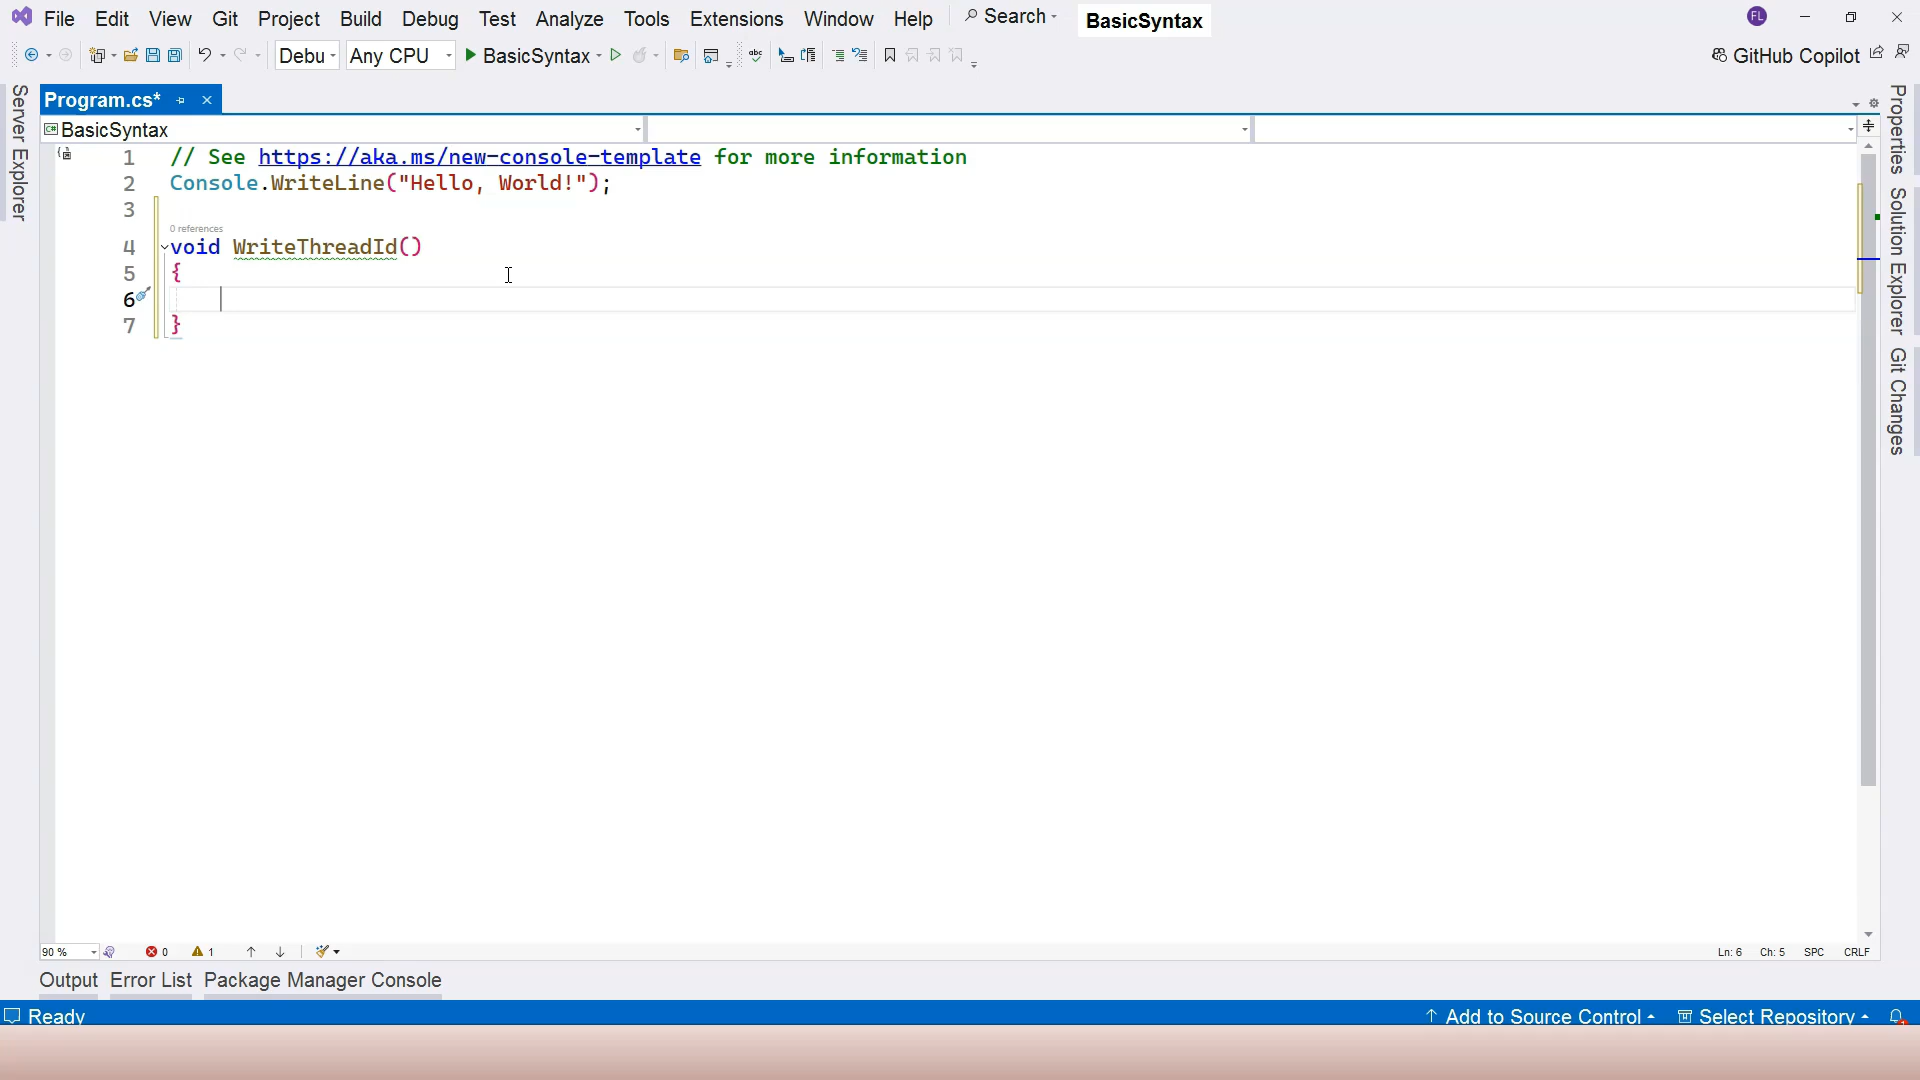 File Edit View Git Project Build Debug Test Analyze Tools Extensions Window Help Search BasicSyntax FL
Debu Any CPU BasicSyntax abc GitHub Copilot
Program.cs*
BasicSyntax
1 // See https://aka.ms/new-console-template for more information
2 Console.WriteLine("Hello, World!");
3
0 references
4 void WriteThreadId()
5 {
6
7 }
Server Explorer
Properties
Solution Explorer
Git Changes
90 % 0 1 Ln: 6 Ch: 5 SPC CRLF
Output Error List Package Manager Console
Ready Add to Source Control Select Repository